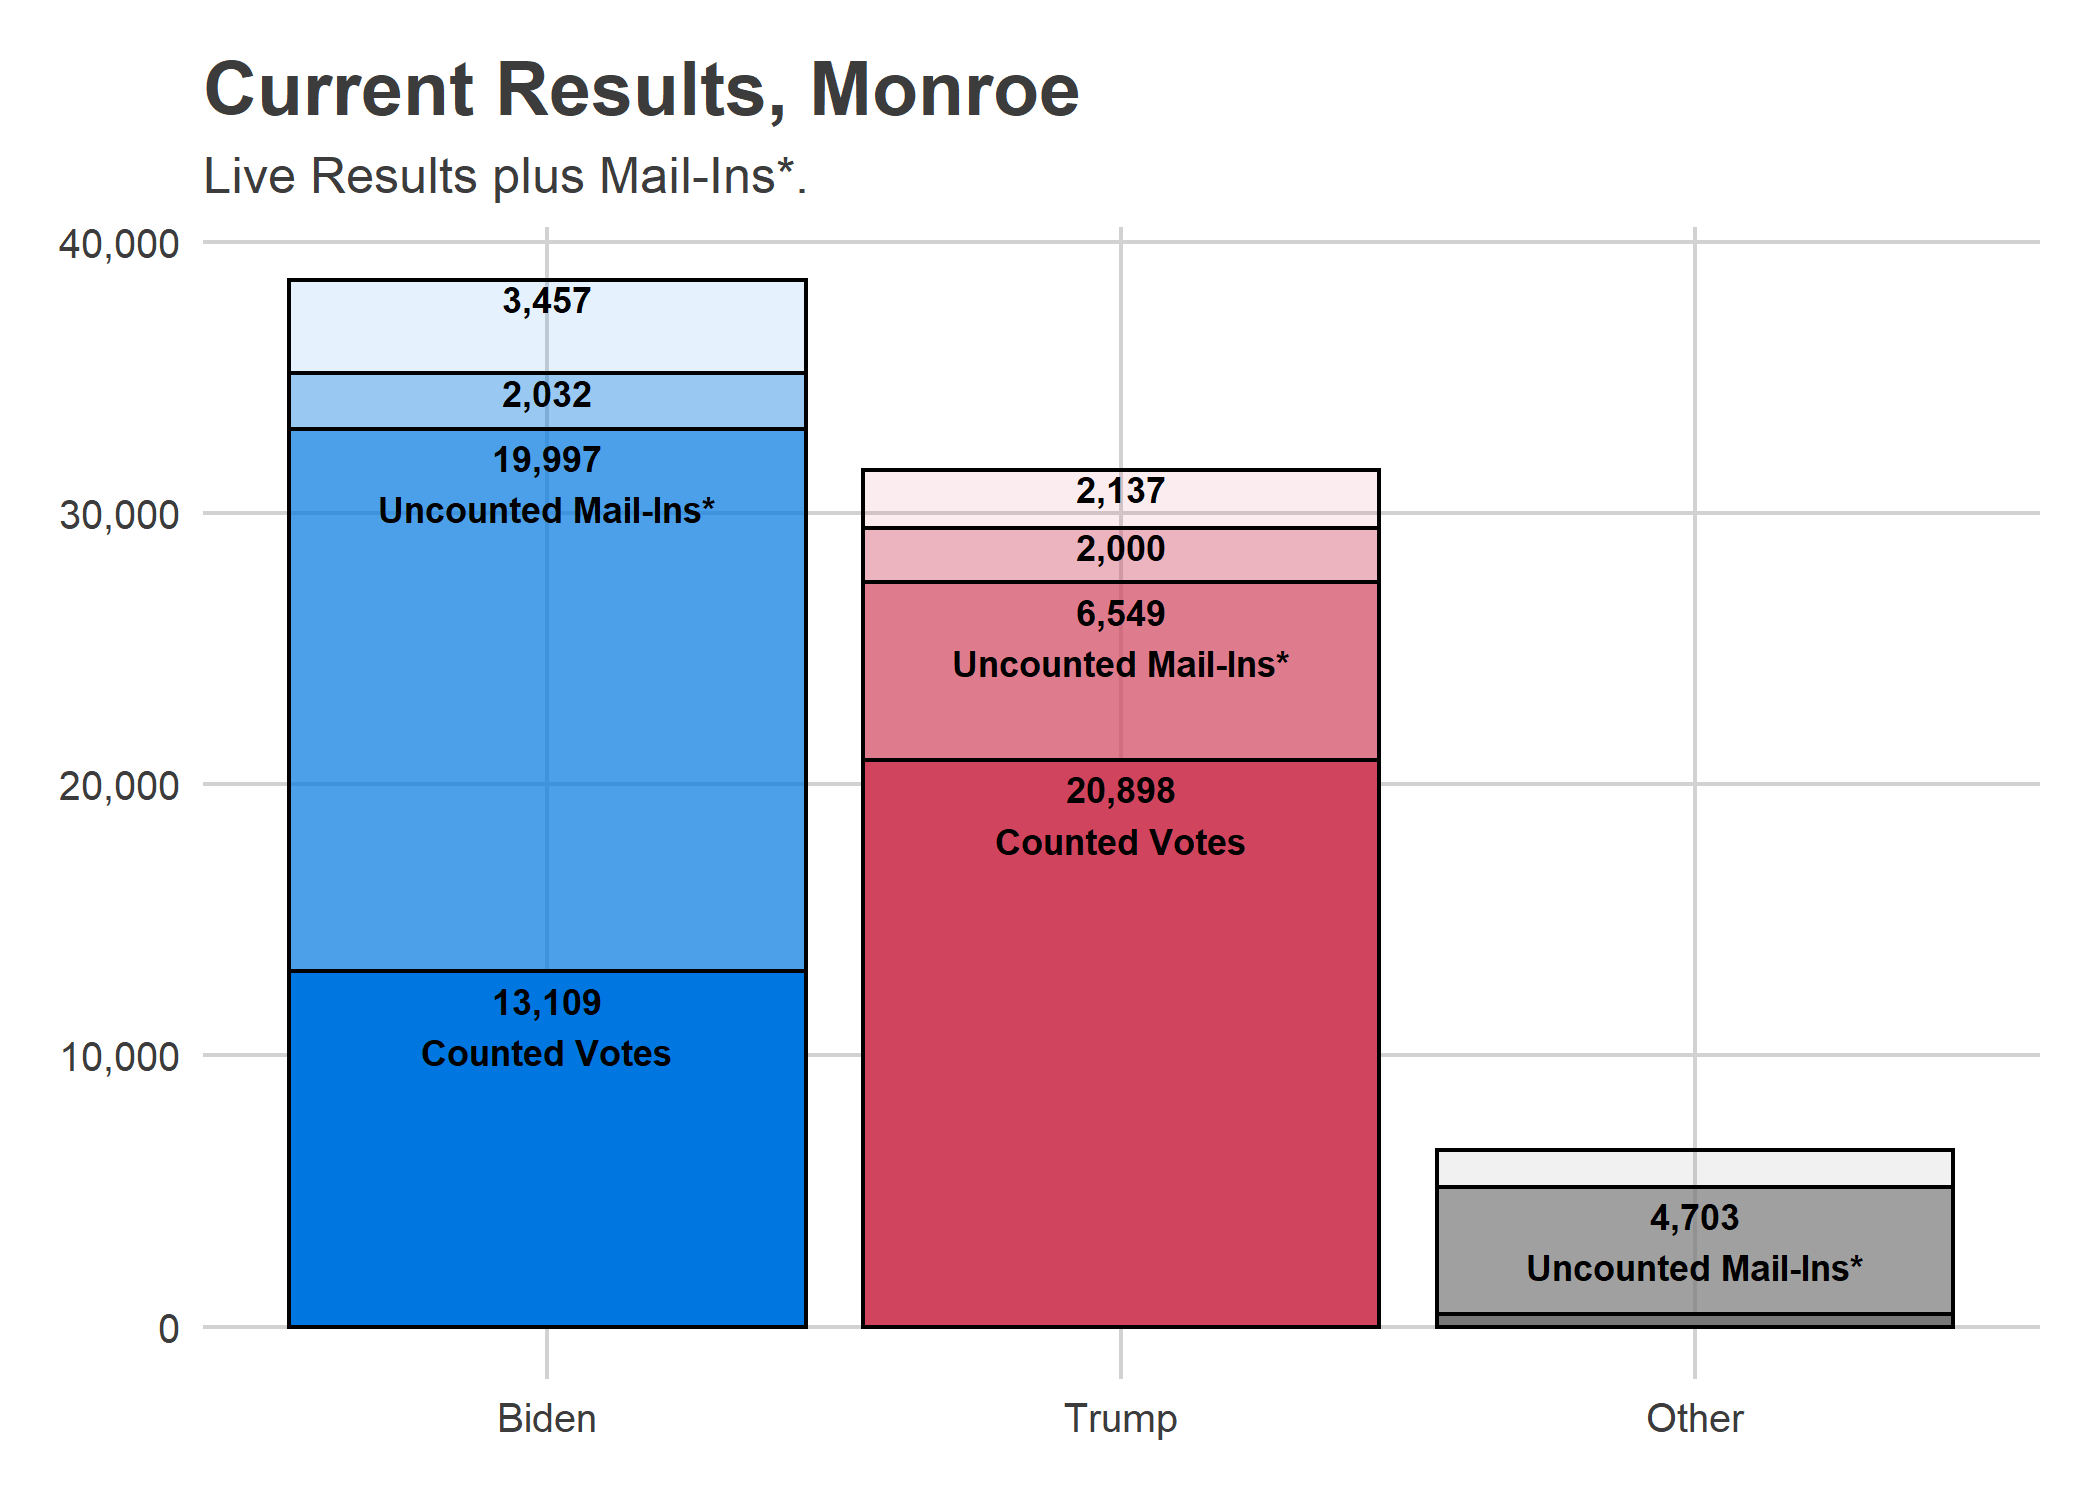 Current Results, Monroe
Live Results plus Mail-Ins*.
40,000
30,000
20,000
10,000
0
3,457
2,032
19,997
Uncounted Mail-Ins*
13,109
Counted Votes
2,137
2,000
6,549
Uncounted Mail-Ins*
20,898
Counted Votes
4,703
Uncounted Mail-Ins*
Biden
Trump
Other